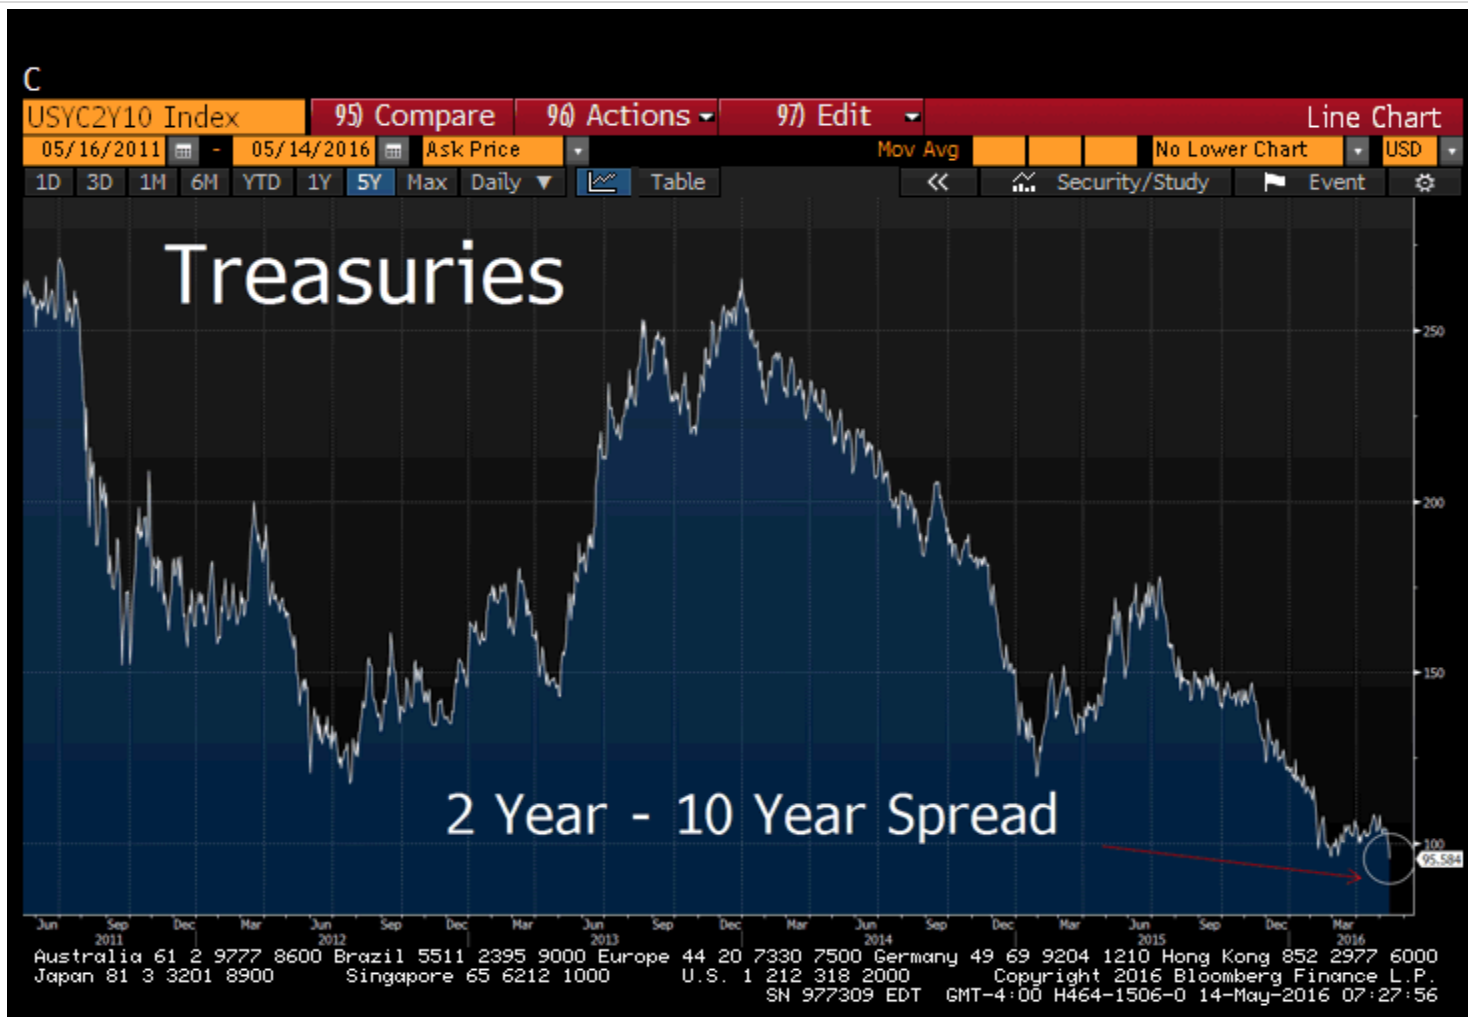 C
USYC2Y10 Index 95) Compare 96) Actions 97) Edit Line Chart
05/16/2011 - 05/14/2016 Ask Price Mov Avg No Lower Chart USD
1D 3D 1M 6M YTD 1Y 5Y Max Daily ▼ Table « Security/Study Event
Treasuries
250
200
150
2 Year - 10 Year Spread
100
95.584
Jun Sep Dec Mar Jun Sep Dec Mar Jun Sep Dec Mar Jun Sep Dec Mar Jun Sep Dec Mar
2011 2012 2013 2014 2015 2016
Australia 61 2 9777 8600 Brazil 5511 2395 9000 Europe 44 20 7330 7500 Germany 49 69 9204 1210 Hong Kong 852 2977 6000
Japan 81 3 3201 8900 Singapore 65 6212 1000 U.S. 1 212 318 2000 Copyright 2016 Bloomberg Finance L.P.
SN 977309 EDT GMT-4:00 H464-1506-0 14-May-2016 07:27:56